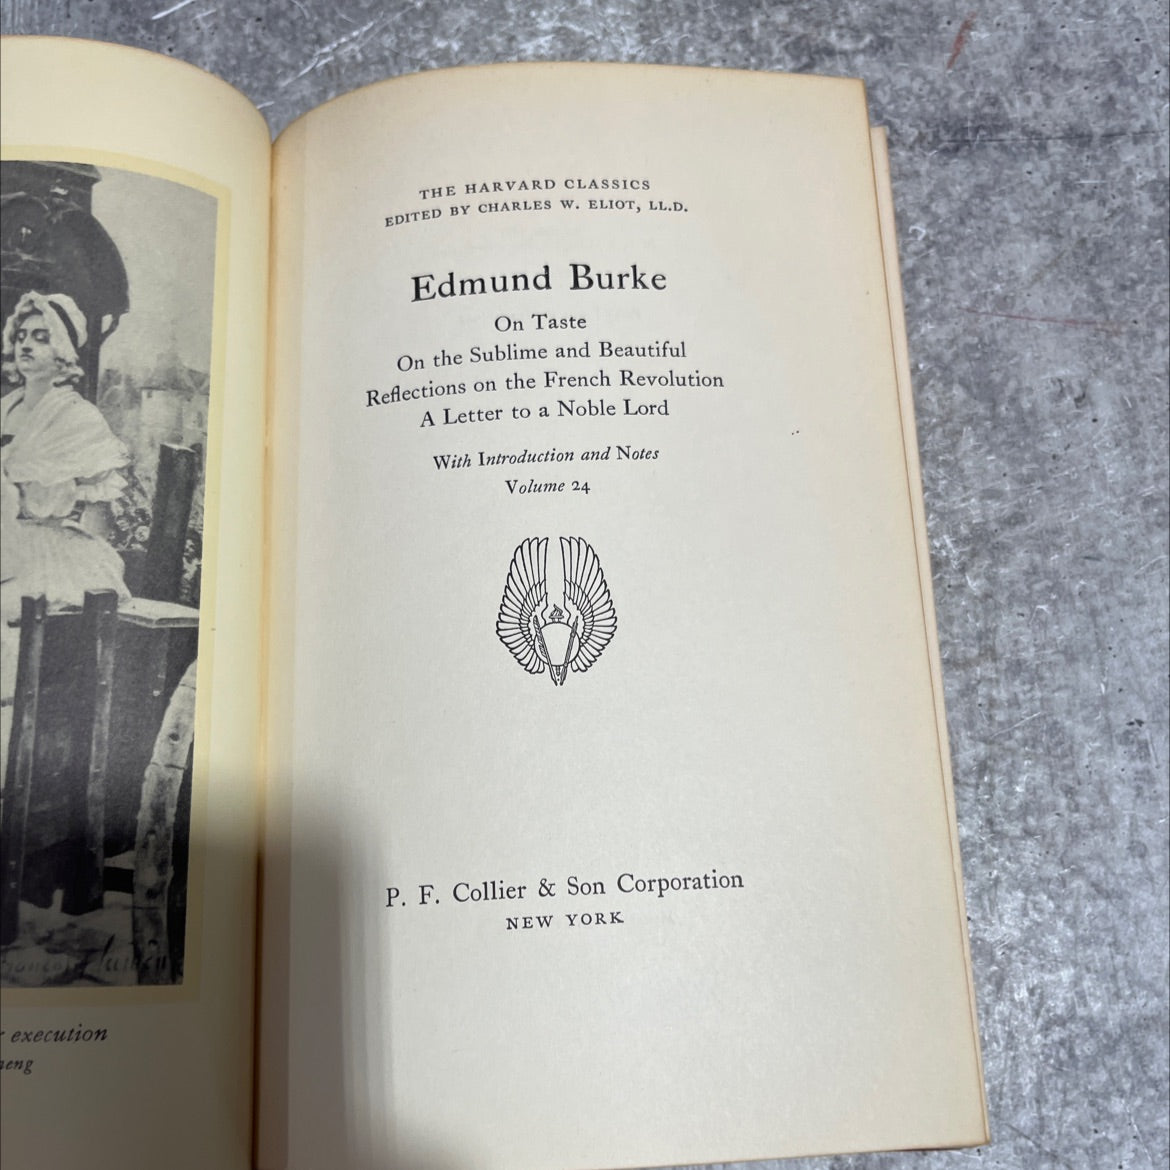 execution
THE HARVARD CLASSICS
EDITED BY CHARLES W. ELIOT, LL.D.
Edmund Burke
On Taste
On the Sublime and Beautiful
Reflections on the French Revolution
A Letter to a Noble Lord
With Introduction and Notes
Volume 24
P. F. Collier & Son Corporation
NEW YORK